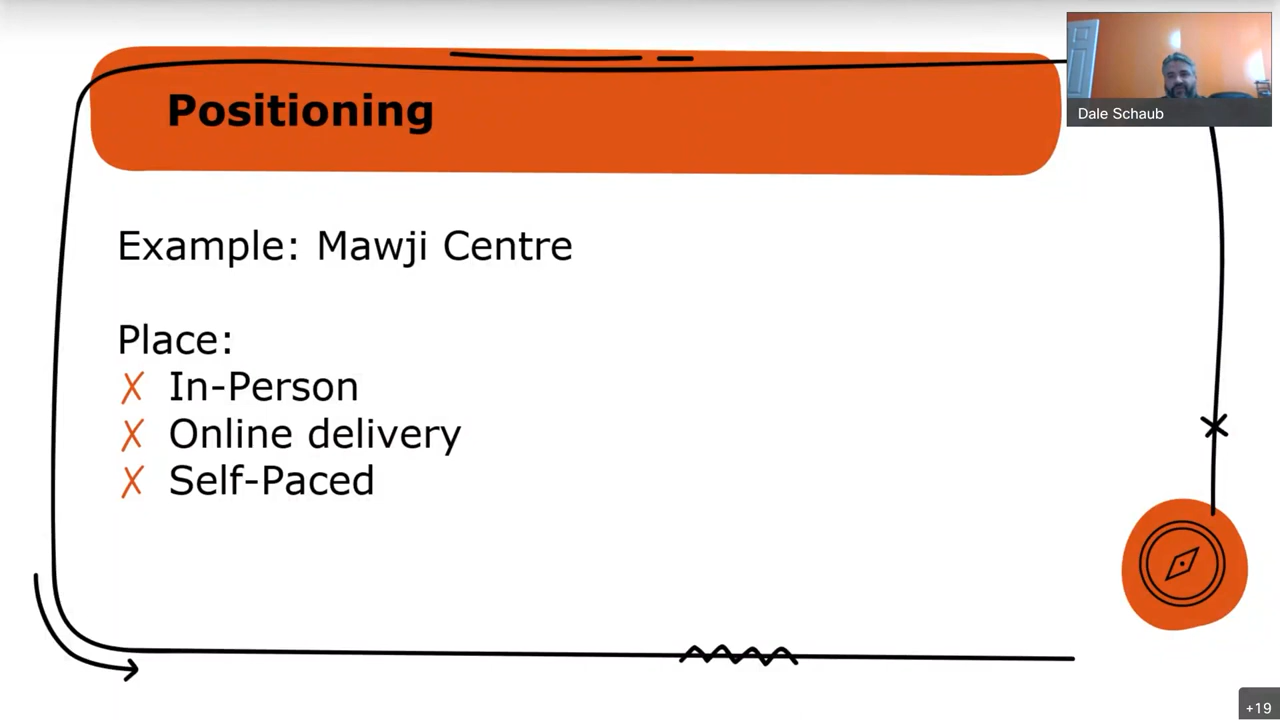 Positioning
Dale Schaub
Example: Mawji Centre
Place:
X In-Person
X Online delivery
X Self-Paced
+19